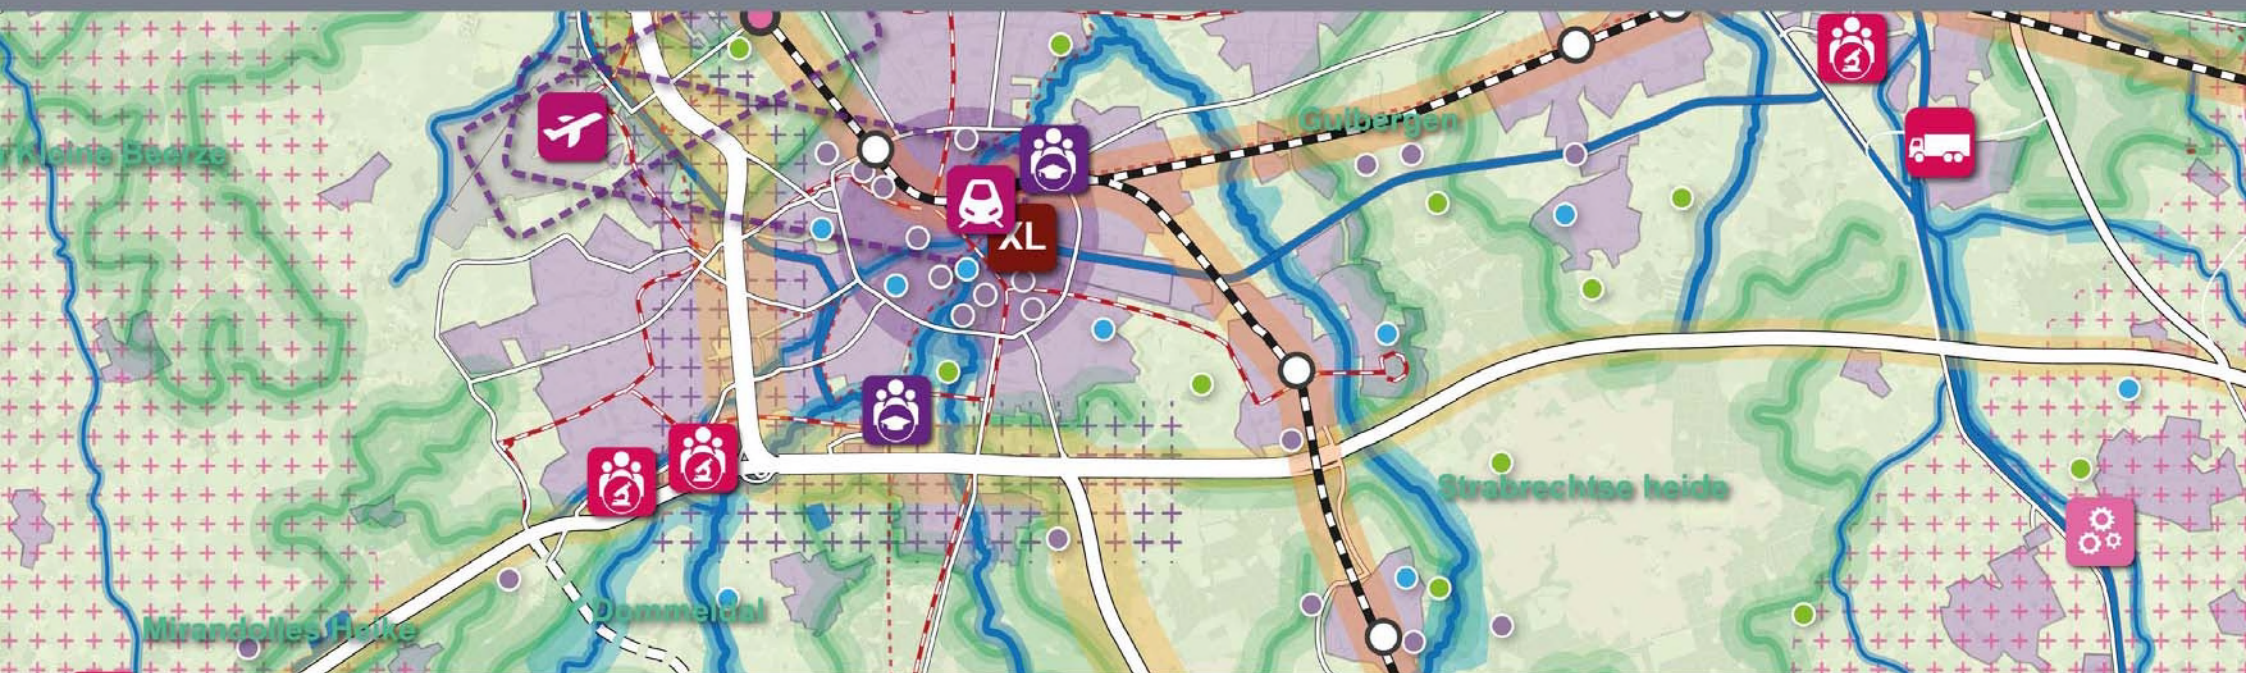 Gulbergen
Kleine Beerze
XL
Strabrechtse heide
Dommeldal
Mirandolles Heike